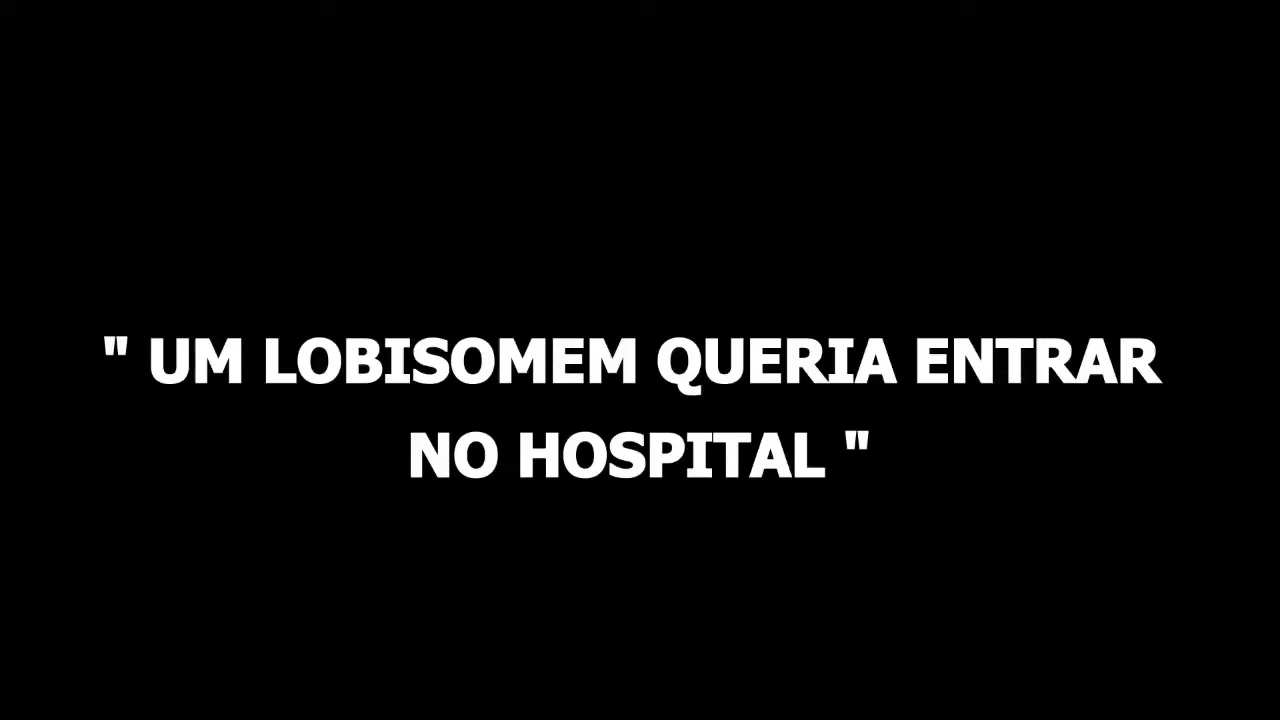 " UM LOBISOMEM QUERIA ENTRAR
NO HOSPITAL "